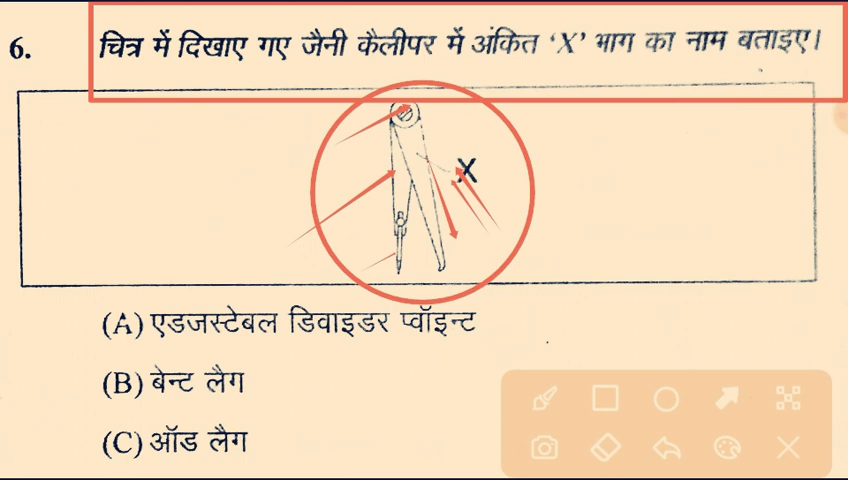 6. चित्र में दिखाए गए जैनी कैलीपर में अंकित ‘X’ भाग का नाम बताइए।
X
(A) एडजस्टेबल डिवाइडर प्वॉइन्ट
(B) बेन्ट लैग
(C) ऑड लैग